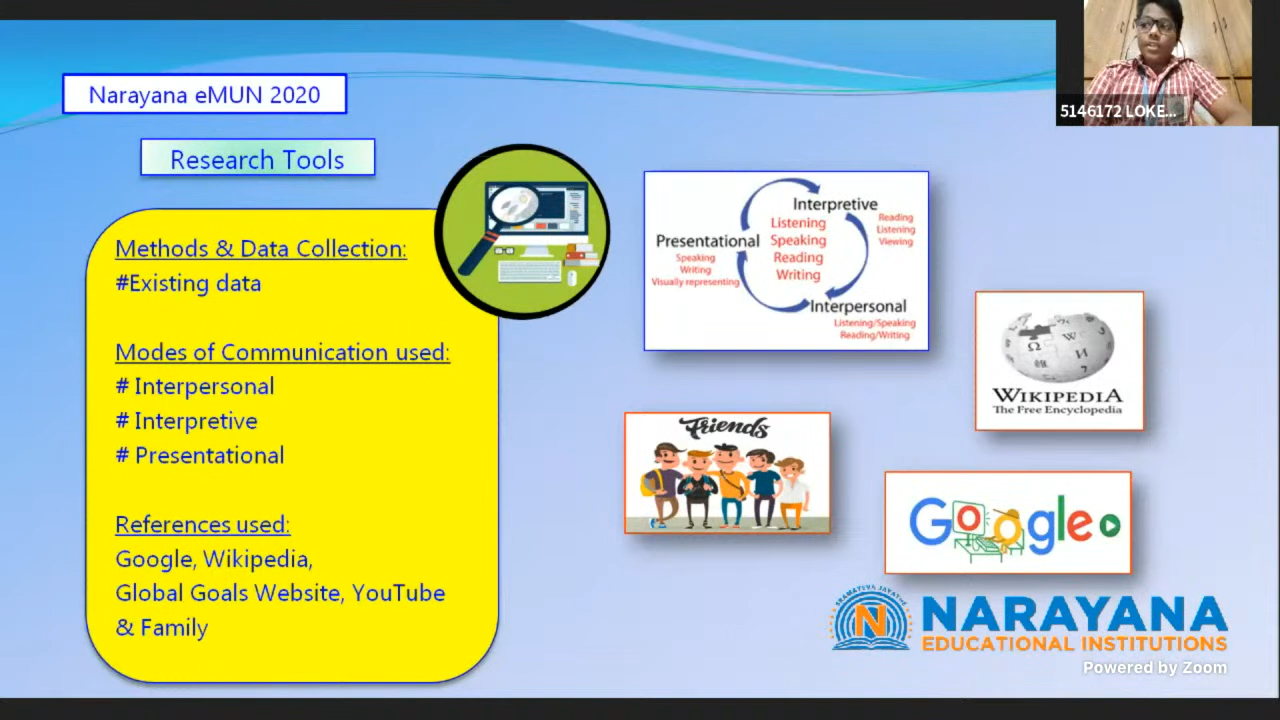 Narayana eMUN 2020
5146172 LOKE...
Research Tools
Methods & Data Collection:
#Existing data
Modes of Communication used:
# Interpersonal
# Interpretive
# Presentational
References used:
Google, Wikipedia,
Global Goals Website, YouTube
& Family
Interpretive
Reading
Listening
Viewing
Listening
Speaking
Reading
Writing
Presentational
Speaking
Writing
Visually representing
Interpersonal
Listening/Speaking
Reading/Writing
WIKIPEDIA
The Free Encyclopedia
Friends
Google
N
NARAYANA
EDUCATIONAL INSTITUTIONS
Powered by Zoom